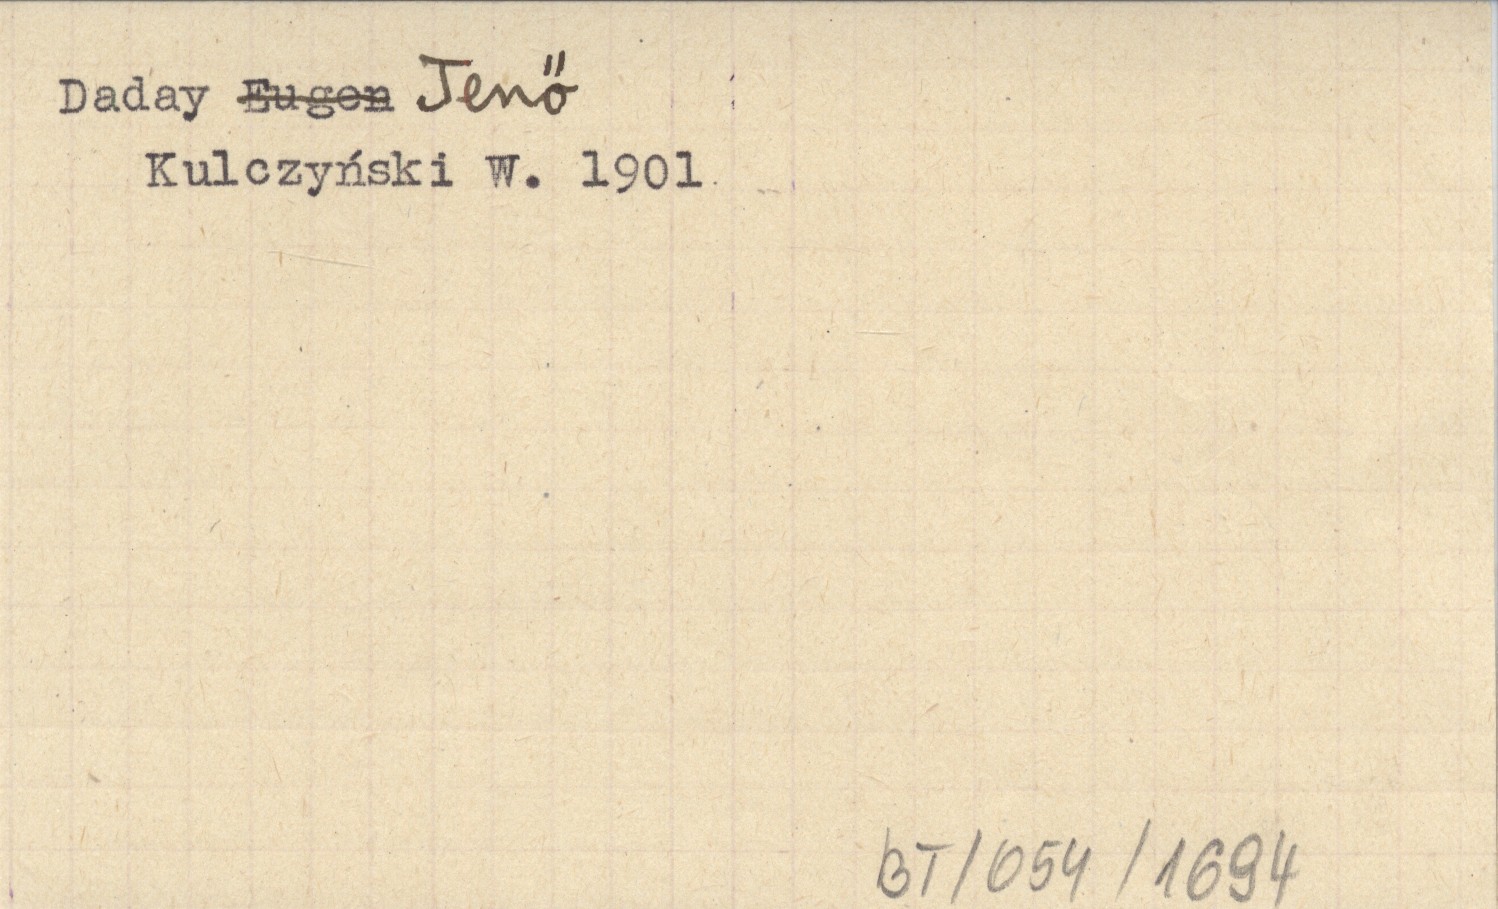 Daday Eugen Jenő
Kulczyński W. 1901
BT/054/1694